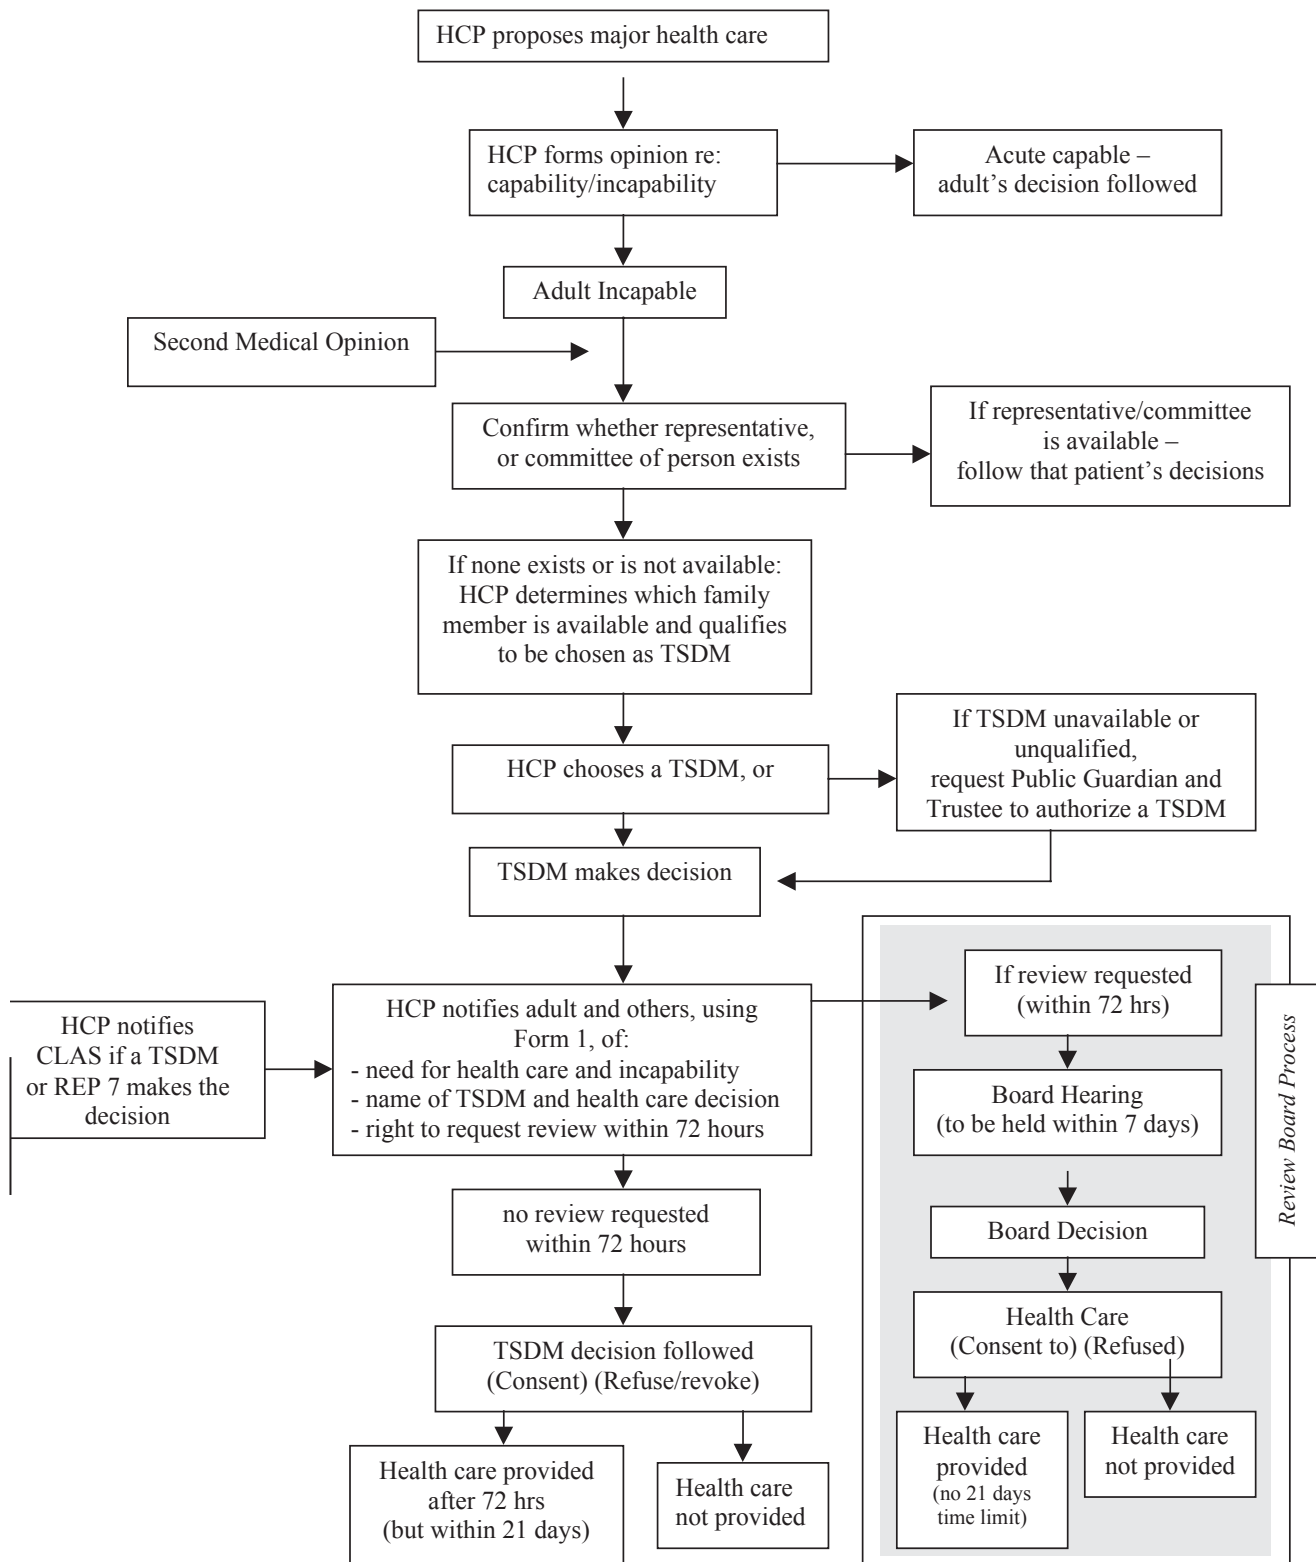 HCP proposes major health care
HCP forms opinion re:
capability/incapability
Acute capable –
adult's decision followed
Adult Incapable
Second Medical Opinion
Confirm whether representative,
or committee of person exists
If representative/committee
is available –
follow that patient's decisions
If none exists or is not available:
HCP determines which family
member is available and qualifies
to be chosen as TSDM
HCP chooses a TSDM, or
If TSDM unavailable or
unqualified,
request Public Guardian and
Trustee to authorize a TSDM
TSDM makes decision
HCP notifies
CLAS if a TSDM
or REP 7 makes the
decision
HCP notifies adult and others, using
Form 1, of:
- need for health care and incapability
- name of TSDM and health care decision
- right to request review within 72 hours
no review requested
within 72 hours
TSDM decision followed
(Consent) (Refuse/revoke)
Health care provided
after 72 hrs
(but within 21 days)
Health care
not provided
If review requested
(within 72 hrs)
Board Hearing
(to be held within 7 days)
Board Decision
Health Care
(Consent to) (Refused)
Health care
provided
(no 21 days
time limit)
Health care
not provided
Review Board Process